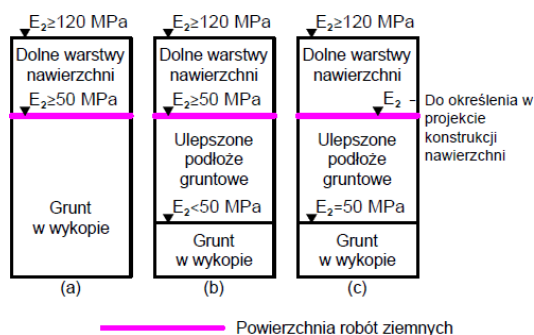 E₂≥120 MPa
Dolne warstwy
nawierzchni
E₂≥50 MPa
Grunt
w wykopie
(a)
E₂≥120 MPa
Dolne warstwy
nawierzchni
E₂≥50 MPa
Ulepszone
podłoże
gruntowe
E₂<50 MPa
Grunt
w wykopie
(b)
E₂≥120 MPa
Dolne warstwy
nawierzchni
E₂ - Do określenia w
projekcie
konstrukcji
nawierzchni
Ulepszone
podłoże
gruntowe
E₂=50 MPa
Grunt
w wykopie
(c)
Powierzchnia robót ziemnych